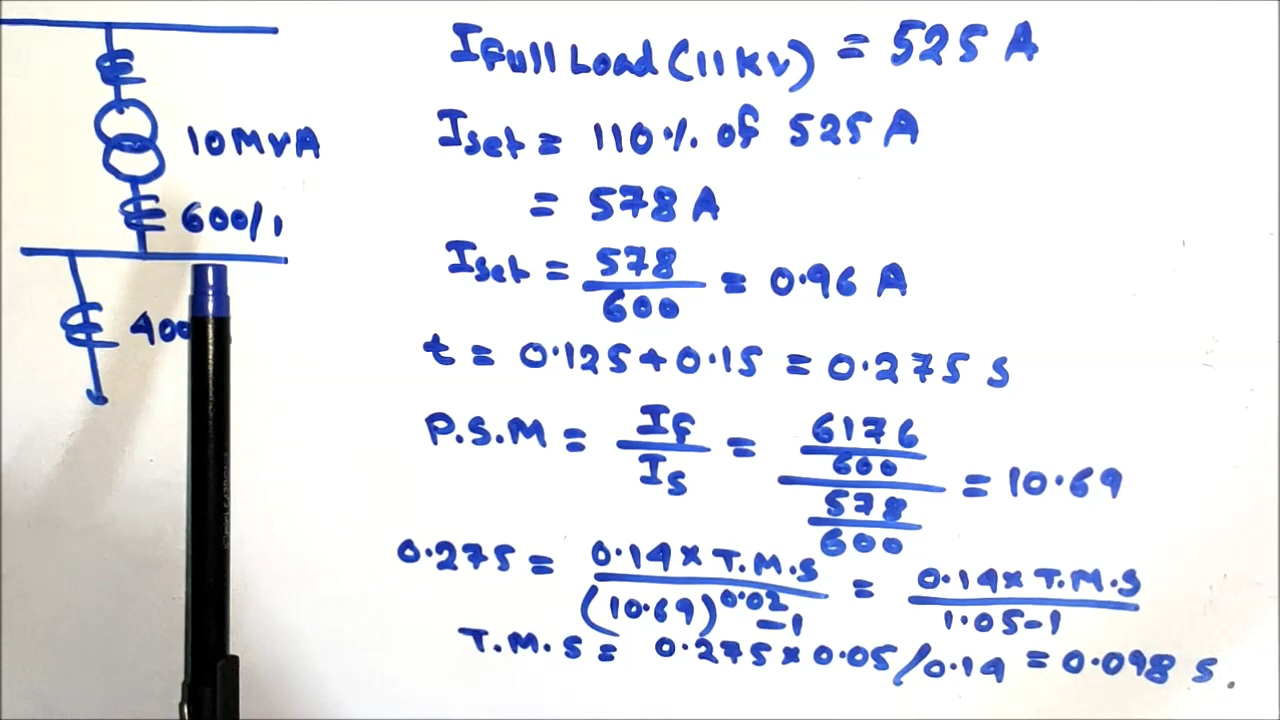 10MVA
600/1
400
I Full Load (11KV) = 525 A
Iset = 110% of 525 A
= 578 A
Iset = 578/600 = 0.96 A
t = 0.125 + 0.15 = 0.275 s
P.S.M = If/Is = (6176/600)/(578/600) = 10.69
0.275 = 0.14 x T.M.S/((10.69)^0.02 - 1) = 0.14 x T.M.S/(1.05-1)
T.M.S = 0.275 x 0.05/0.14 = 0.098 s.